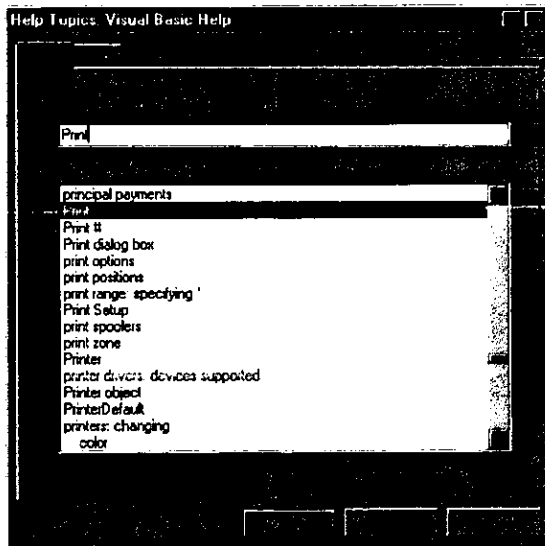 Help Topics: Visual Basic Help
Print
principal payments
Print
Print #
Print dialog box
print options
print positions
print range: specifying
Print Setup
print spoolers
print zone
Printer
printer drivers: devices supported
Printer object
PrinterDefault
printers: changing
color